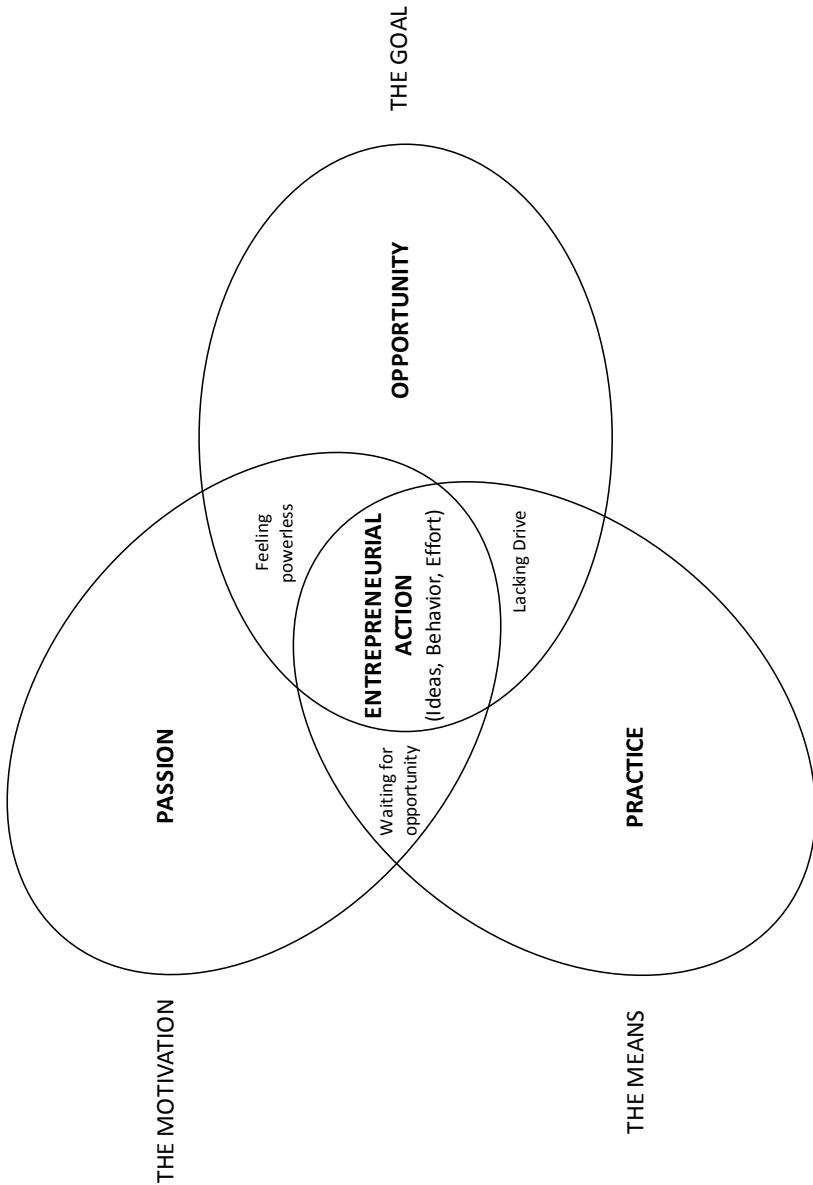 THE MOTIVATION
PASSION
Feeling
powerless
Waiting for
opportunity
ENTREPRENEURIAL
ACTION
(Ideas, Behavior, Effort)
OPPORTUNITY
THE GOAL
Lacking Drive
THE MEANS
PRACTICE